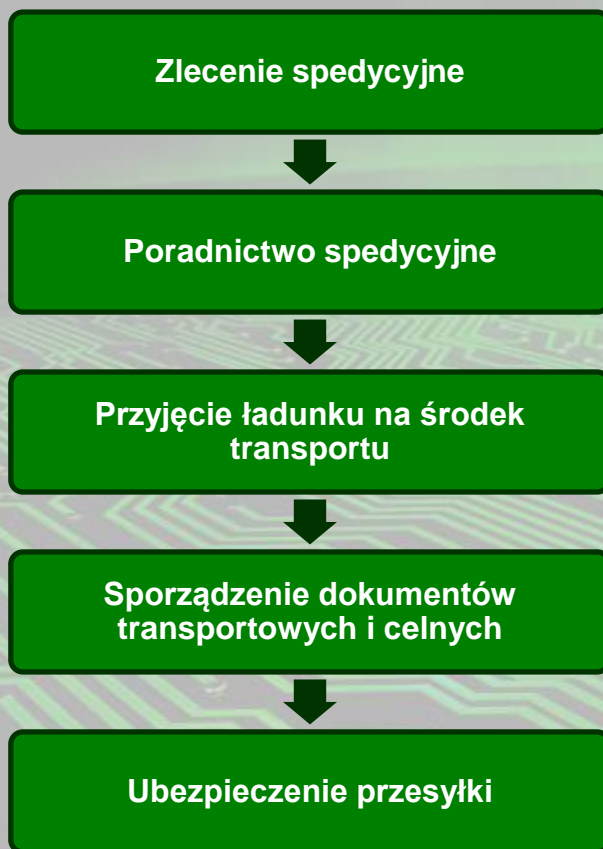 Zlecenie spedycyjne
Poradnictwo spedycyjne
Przyjęcie ładunku na środek
transportu
Sporządzenie dokumentów
transportowych i celnych
Ubezpieczenie przesyłki